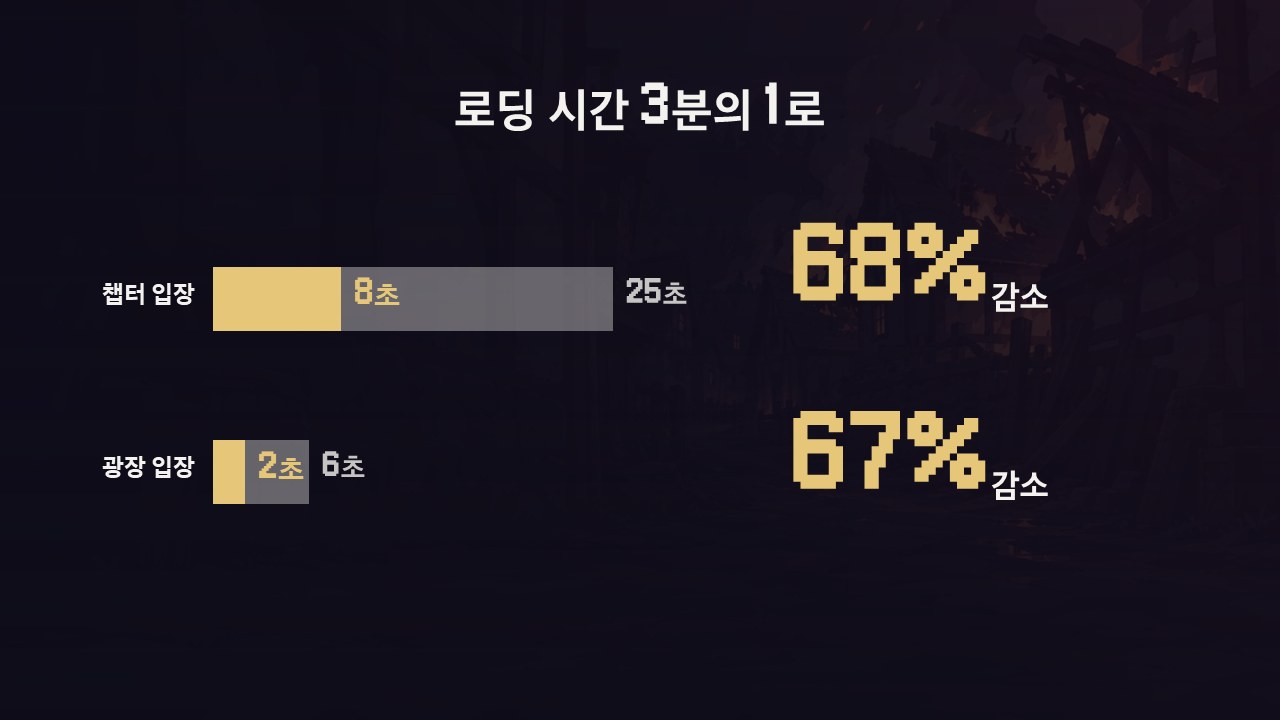 로딩 시간 3분의 1로
챕터 입장 8초 25초 68% 감소
광장 입장 2초 6초 67% 감소